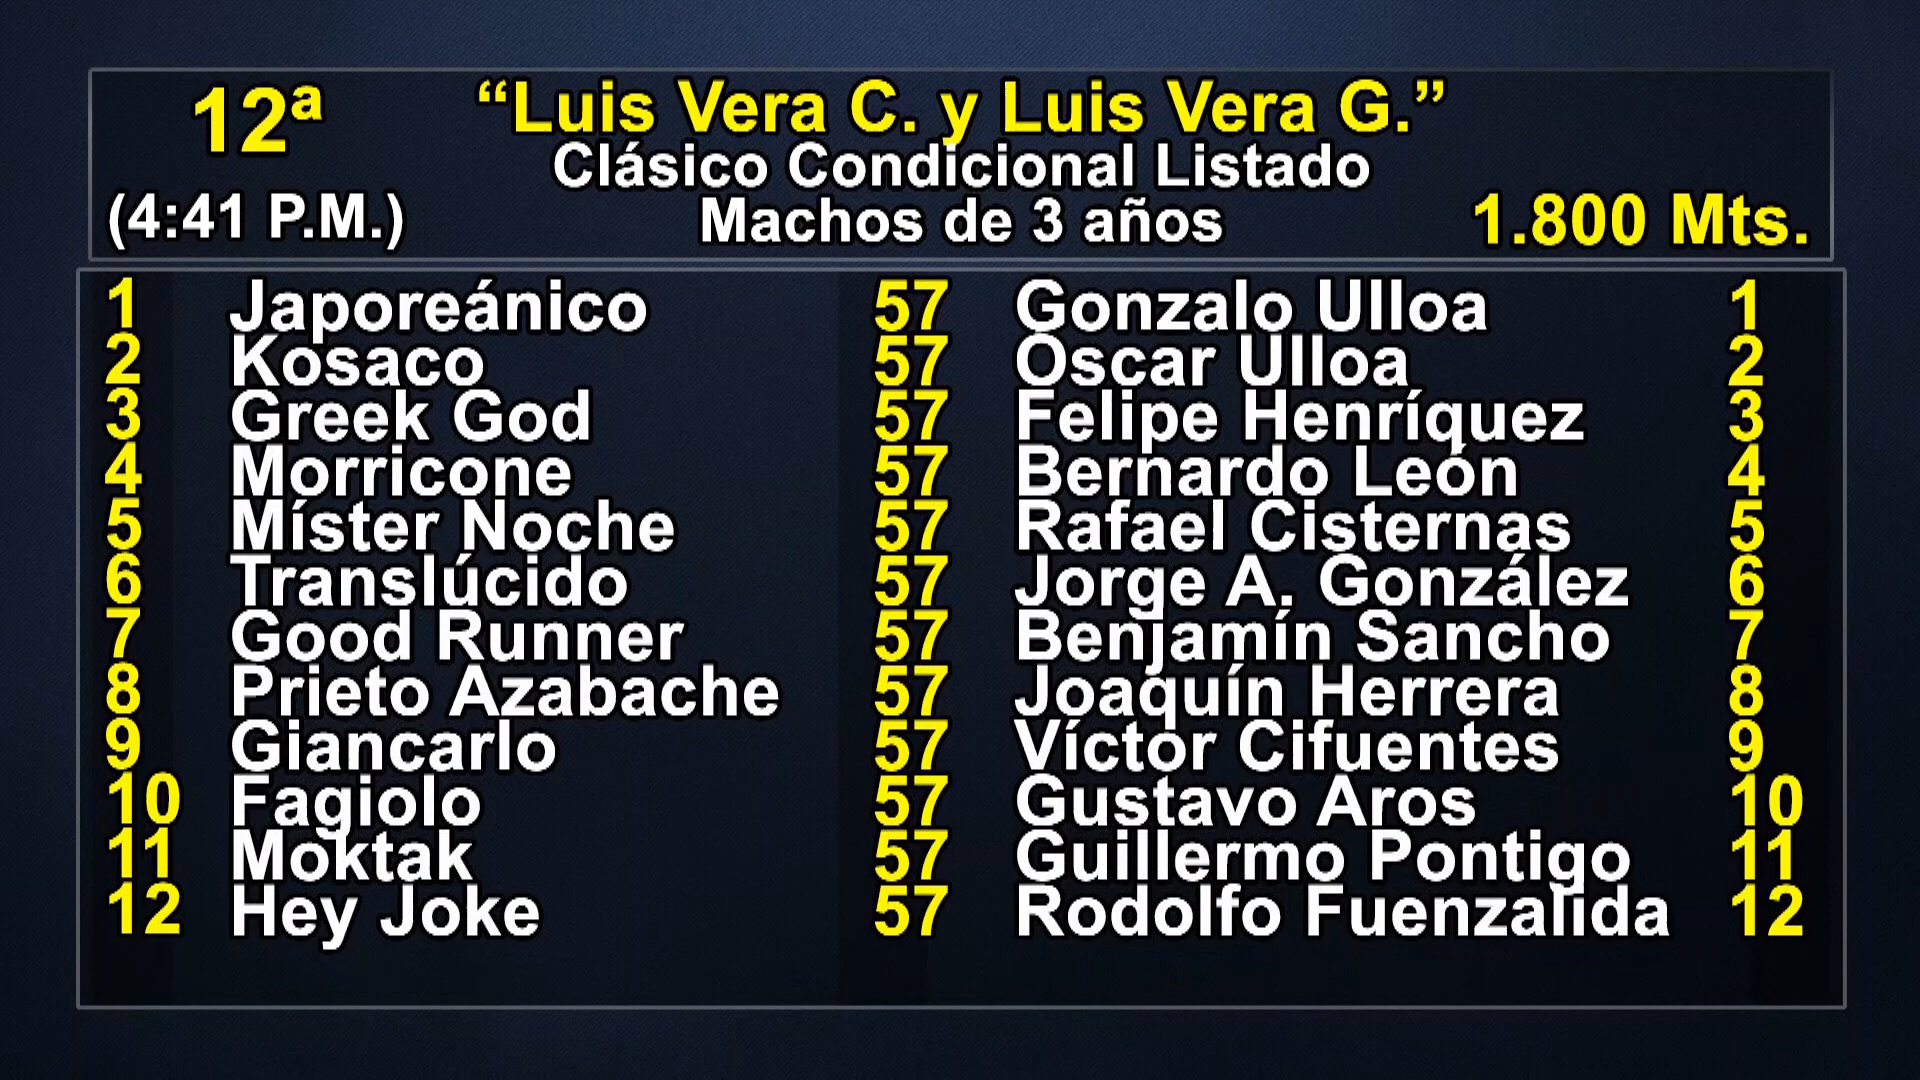 12ª
“Luis Vera C. y Luis Vera G.”
Clásico Condicional Listado
(4:41 P.M.)
Machos de 3 años
1.800 Mts.
1 Japoreánico 57 Gonzalo Ulloa 1
2 Kosaco 57 Óscar Ulloa 2
3 Greek God 57 Felipe Henríquez 3
4 Morricone 57 Bernardo León 4
5 Míster Noche 57 Rafael Cisternas 5
6 Translúcido 57 Jorge A. González 6
7 Good Runner 57 Benjamín Sancho 7
8 Prieto Azabache 57 Joaquín Herrera 8
9 Giancarlo 57 Víctor Cifuentes 9
10 Fagiolo 57 Gustavo Aros 10
11 Moktak 57 Guillermo Pontigo 11
12 Hey Joke 57 Rodolfo Fuenzalida 12